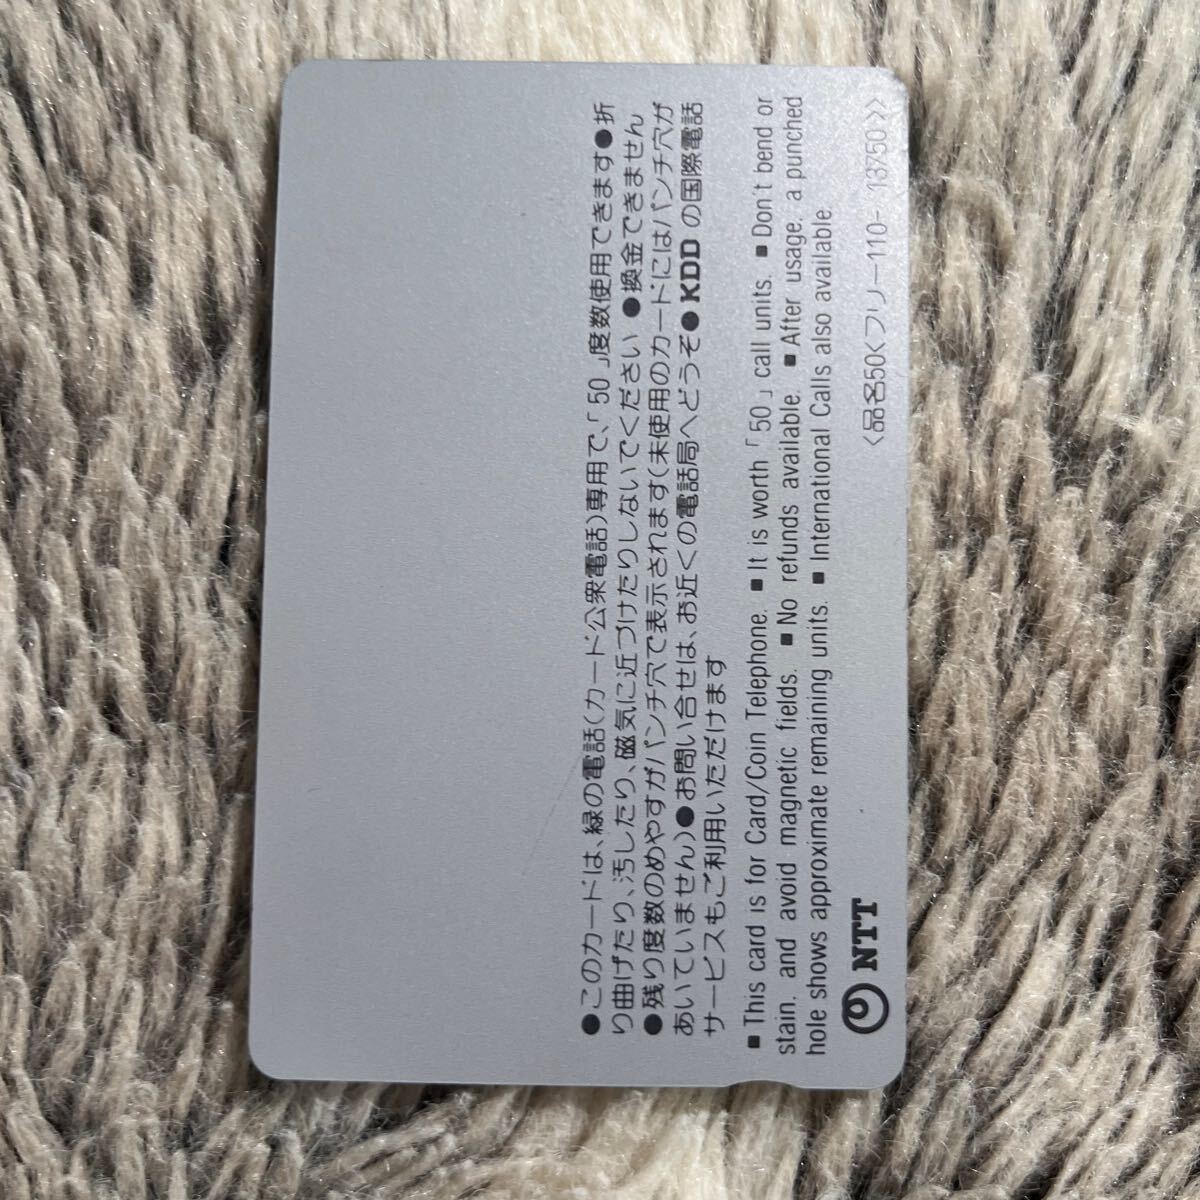 ●このカードは、緑の電話(カード公衆電話)専用で、「50」度数使用できます●折
り曲げたり、汚したり、磁気に近づけたりしないでください ●換金できません
●残り度数のめやすがパンチ穴で表示されます(未使用のカードにはパンチ穴が
あいていません)●お問い合せは、お近くの電話局へどうぞ●KDD の国際電話
サービスもご利用いただけます
■ This card is for Card/Coin Telephone. ■ It is worth「50」call units. ■ Don't bend or
stain. and avoid magnetic fields. ■ No refunds available. ■ After usage. a punched
hole shows approximate remaining units. ■ International Calls also available
NTT 〈品名50〈フリー110- 13750〉〉